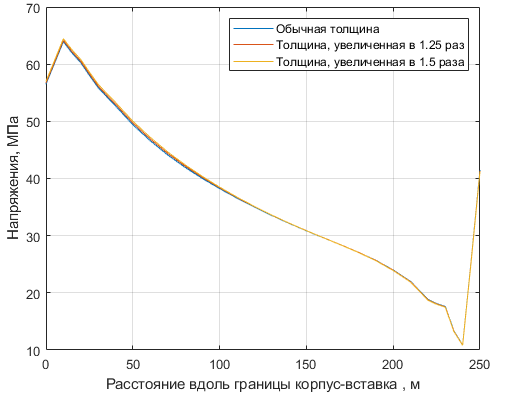 70
60
50
40
30
20
10
Напряжения, МПа
Обычная толщина
Толщина, увеличенная в 1.25 раз
Толщина, увеличенная в 1.5 раза
0 50 100 150 200 250
Расстояние вдоль границы корпус-вставка , м